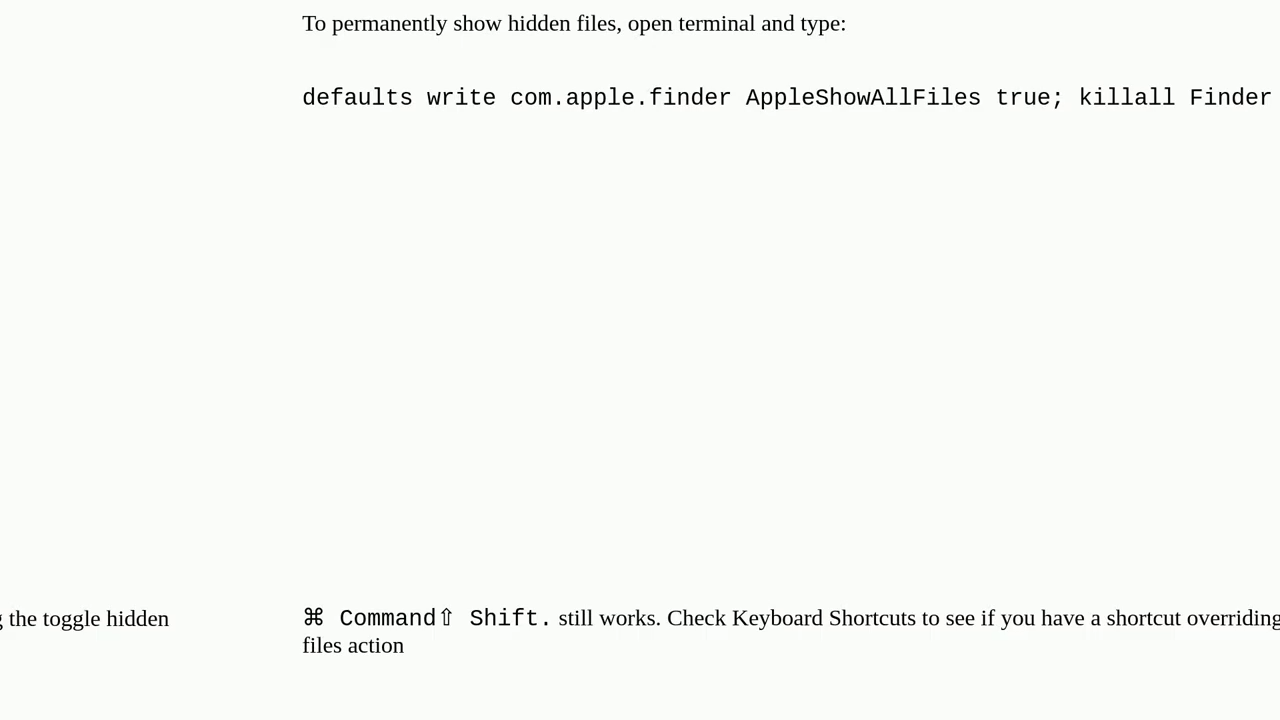 To permanently show hidden files, open terminal and type:
defaults write com.apple.finder AppleShowAllFiles true; killall Finder
⌘ Command⇧ Shift. still works. Check Keyboard Shortcuts to see if you have a shortcut overriding the toggle hidden
files action